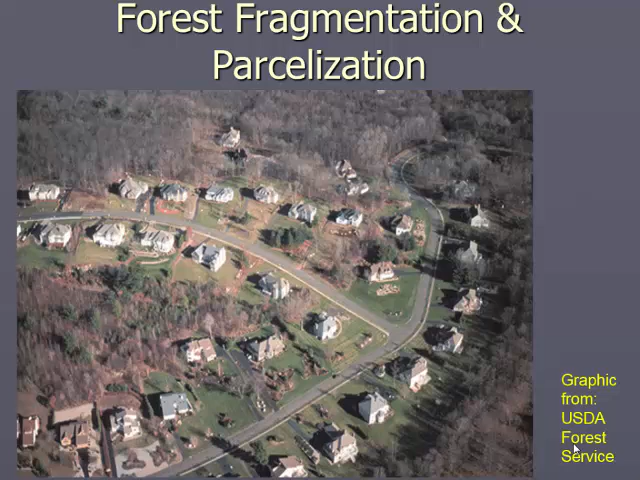 Forest Fragmentation &
Parcelization
Graphic
from:
USDA
Forest
Service